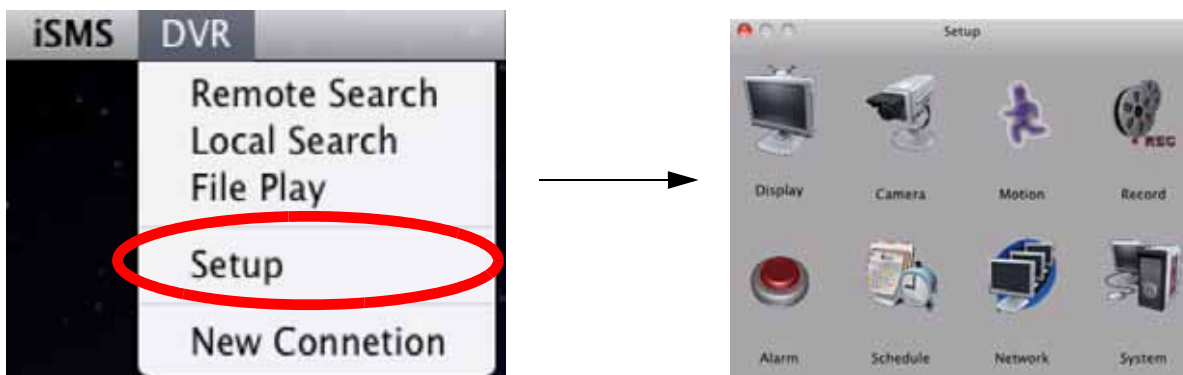 iSMS DVR
Remote Search
Local Search
File Play
Setup
New Connetion
Setup
REC
Display Camera Motion Record
Alarm Schedule Network System